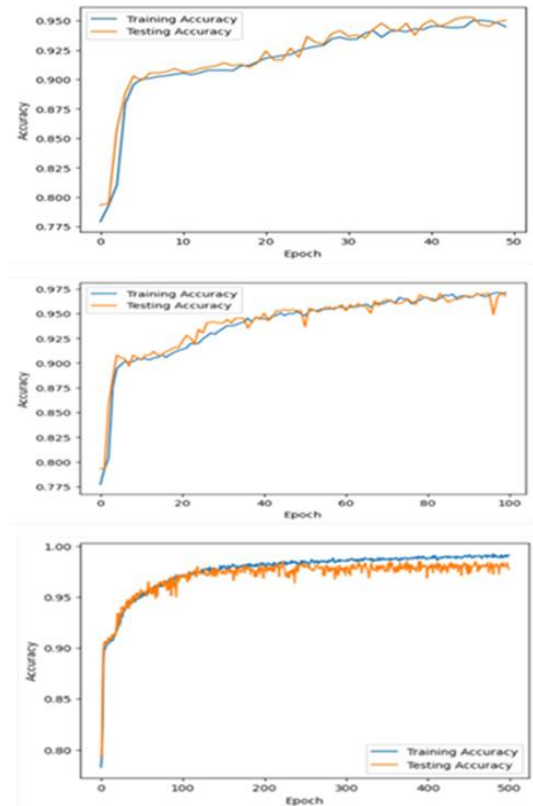 0.950
0.925
0.900
0.875
0.850
0.825
0.800
0.775
Accuracy
Training Accuracy
Testing Accuracy
0 10 20 30 40 50
Epoch
0.975
0.950
0.925
0.900
0.875
0.850
0.825
0.800
0.775
Accuracy
Training Accuracy
Testing Accuracy
0 20 40 60 80 100
Epoch
1.00
0.95
0.90
0.85
0.80
Accuracy
Training Accuracy
Testing Accuracy
0 100 200 300 400 500
Epoch